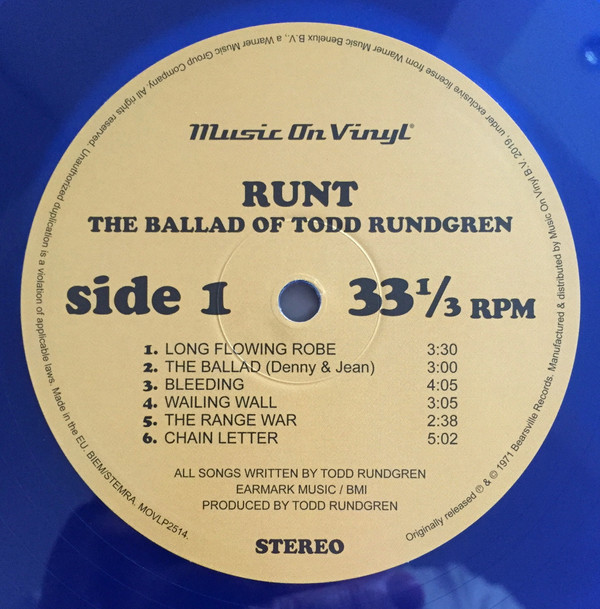 Music On Vinyl®
RUNT
THE BALLAD OF TODD RUNDGREN
side 1
33⅓ RPM
1. LONG FLOWING ROBE 3:30
2. THE BALLAD (Denny & Jean) 3:00
3. BLEEDING 4:05
4. WAILING WALL 3:05
5. THE RANGE WAR 2:38
6. CHAIN LETTER 5:02
ALL SONGS WRITTEN BY TODD RUNDGREN
EARMARK MUSIC / BMI
PRODUCED BY TODD RUNDGREN
STEREO
Originally released ℗ & © 1971 Bearsville Records. Manufactured & distributed by Music On Vinyl B.V. 2019, under exclusive license from Warner Music Benelux B.V., a Warner Music Group Company. All rights reserved. Unauthorized duplication is a violation of applicable laws. Made in the EU. BIEM/STEMRA. MOVLP2514.